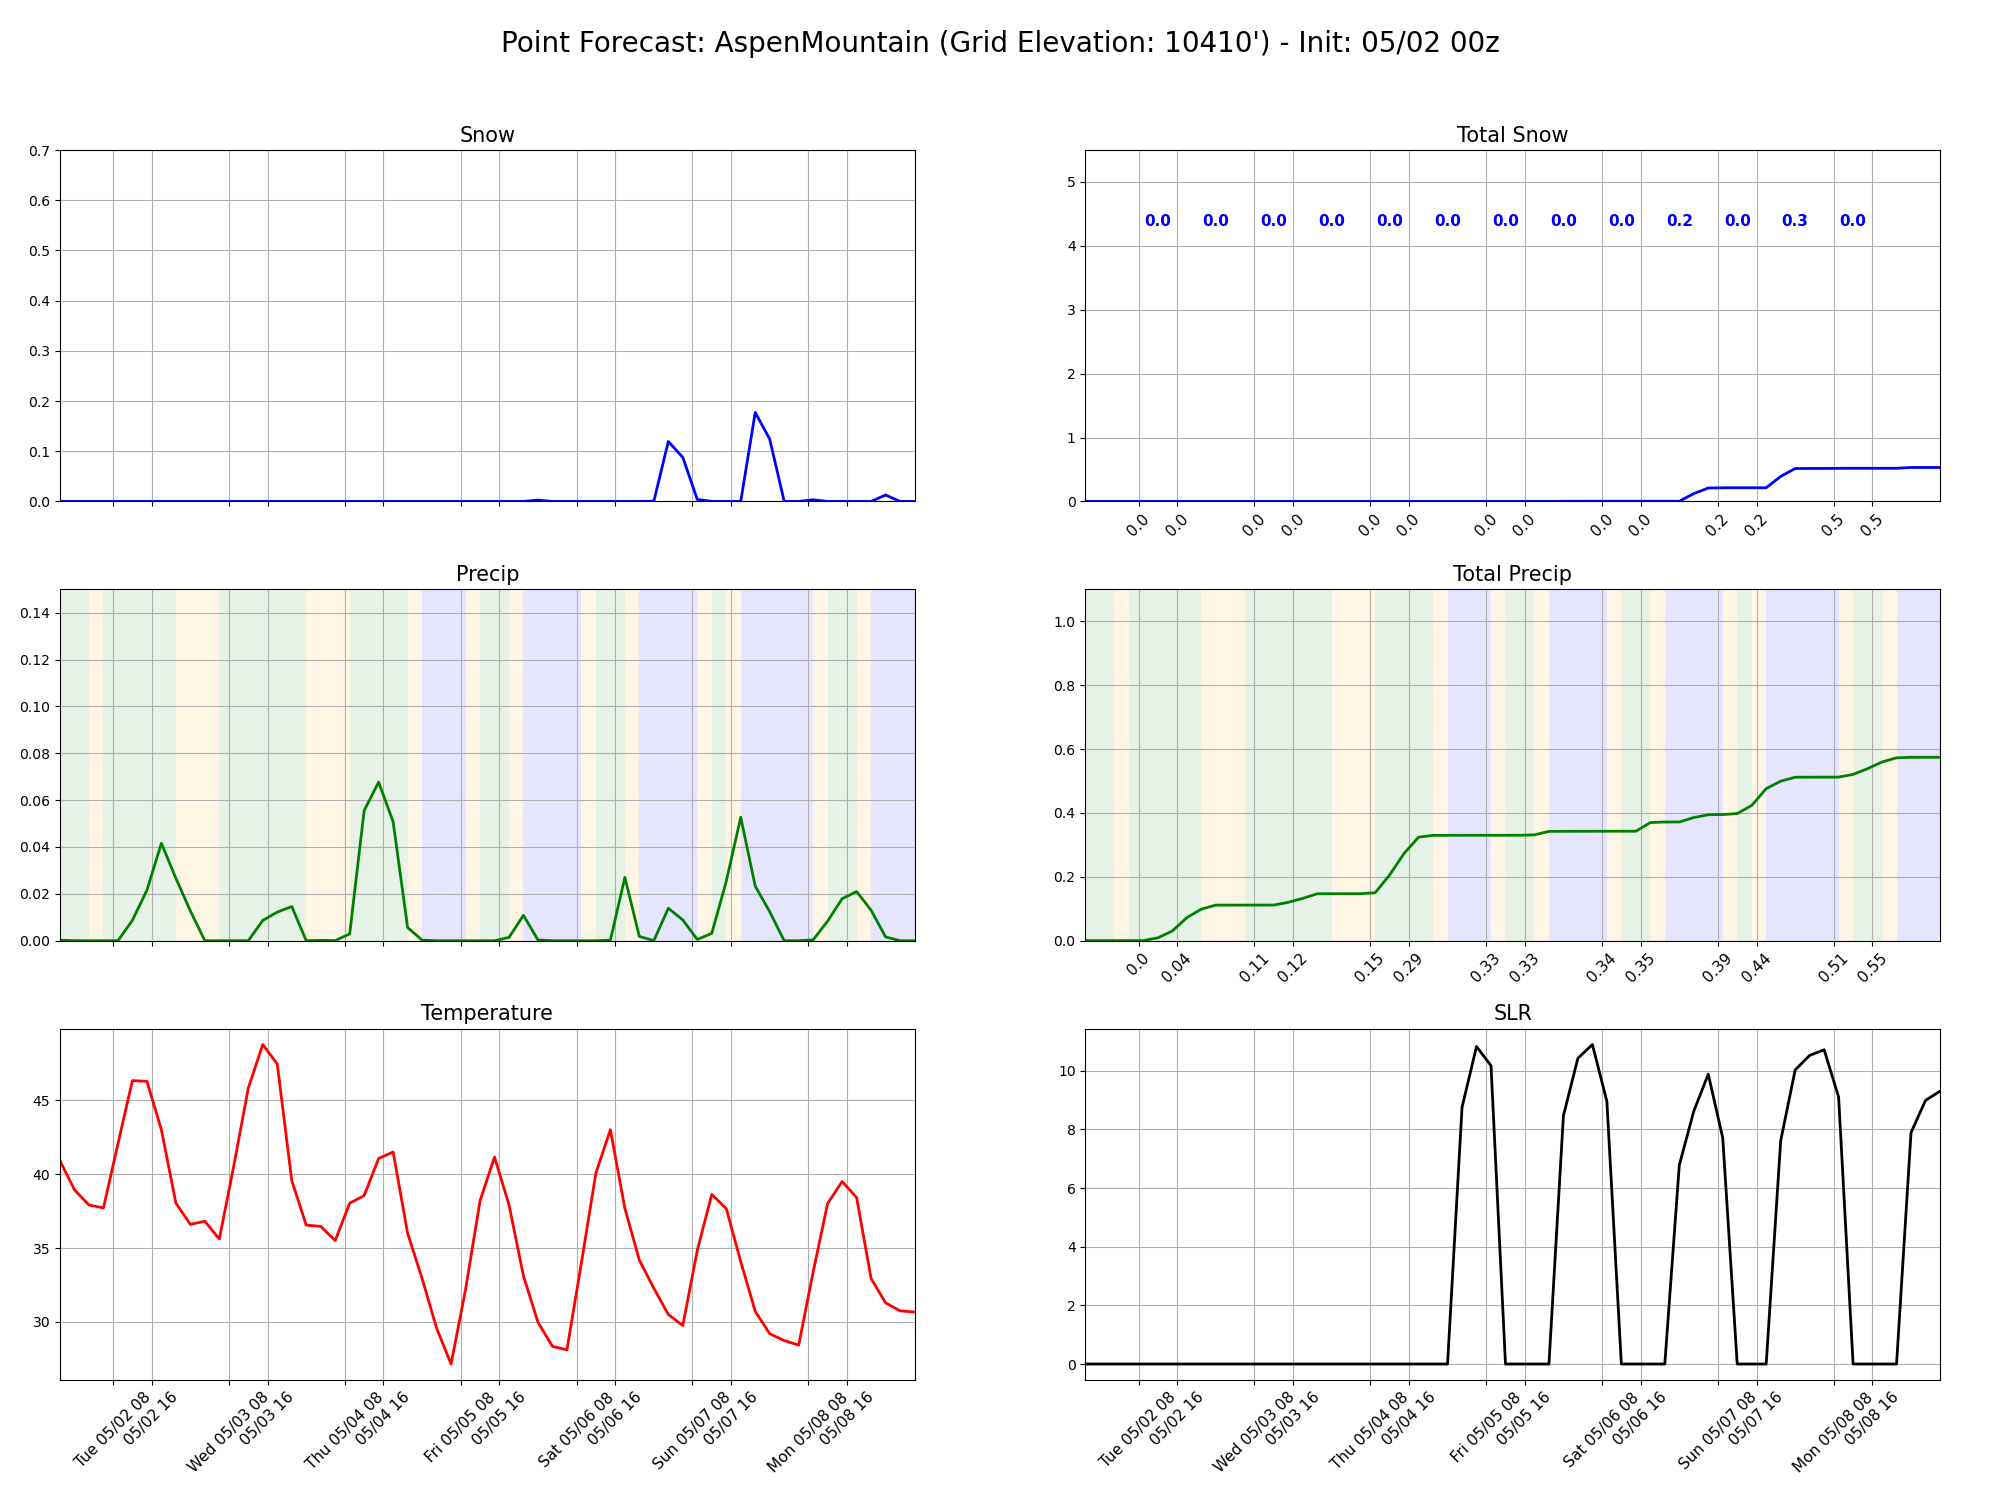 Point Forecast: AspenMountain (Grid Elevation: 10410') - Init: 05/02 00z
Snow
0.7
0.6
0.5
0.4
0.3
0.2
0.1
0.0
Total Snow
5
4
3
2
1
0
0.0 0.0 0.0 0.0 0.0 0.0 0.0 0.0 0.0 0.2 0.0 0.3 0.0
0.0 0.0 0.0 0.0 0.0 0.0 0.0 0.0 0.0 0.0 0.2 0.2 0.5 0.5
Precip
0.14
0.12
0.10
0.08
0.06
0.04
0.02
0.00
Total Precip
1.0
0.8
0.6
0.4
0.2
0.0
0.0 0.04 0.11 0.12 0.15 0.29 0.33 0.33 0.34 0.35 0.39 0.44 0.51 0.55
Temperature
45
40
35
30
Tue 05/02 08
05/02 16
Wed 05/03 08
05/03 16
Thu 05/04 08
05/04 16
Fri 05/05 08
05/05 16
Sat 05/06 08
05/06 16
Sun 05/07 08
05/07 16
Mon 05/08 08
05/08 16
SLR
10
8
6
4
2
0
Tue 05/02 08
05/02 16
Wed 05/03 08
05/03 16
Thu 05/04 08
05/04 16
Fri 05/05 08
05/05 16
Sat 05/06 08
05/06 16
Sun 05/07 08
05/07 16
Mon 05/08 08
05/08 16